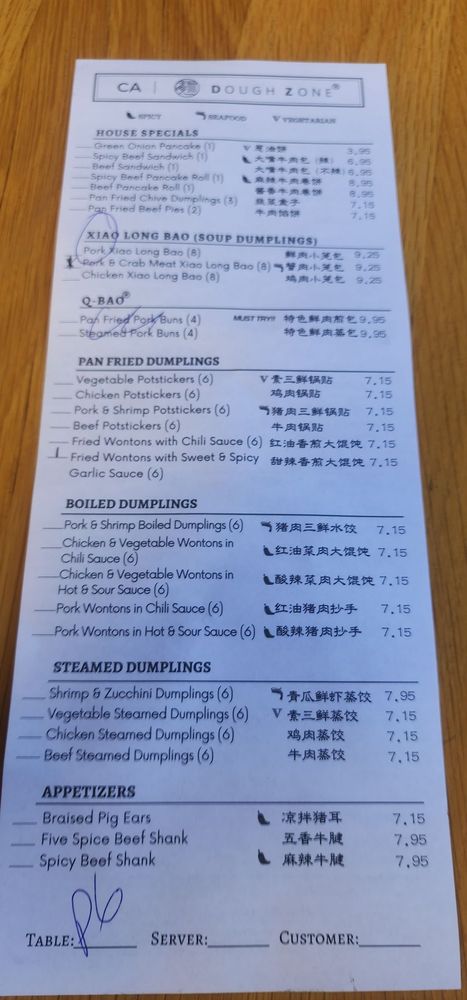 CA | DOUGH ZONE®
SPICY SEAFOOD V VEGETARIAN
HOUSE SPECIALS
Green Onion Pancake (1) V 葱油饼 3.95
Spicy Beef Sandwich (1) 大嘴牛肉包 (辣) 6.95
Beef Sandwich (1) 大嘴牛肉包 (不辣) 6.95
Spicy Beef Pancake Roll (1) 麻辣牛肉卷饼 8.95
Beef Pancake Roll (1) 酱香牛肉卷饼 8.95
Pan Fried Chive Dumplings (3) 韭菜盒子 7.15
Pan Fried Beef Pies (2) 牛肉馅饼 7.15
XIAO LONG BAO (SOUP DUMPLINGS)
Pork Xiao Long Bao (8) 鲜肉小笼包 9.25
Pork & Crab Meat Xiao Long Bao (8) 蟹肉小笼包 9.25
Chicken Xiao Long Bao (8) 鸡肉小笼包 9.25
Q-BAO®
Pan Fried Pork Buns (4) MUST TRY!! 特色鲜肉煎包 9.95
Steamed Pork Buns (4) 特色鲜肉蒸包 9.95
PAN FRIED DUMPLINGS
Vegetable Potstickers (6) V 素三鲜锅贴 7.15
Chicken Potstickers (6) 鸡肉锅贴 7.15
Pork & Shrimp Potstickers (6) 猪肉三鲜锅贴 7.15
Beef Potstickers (6) 牛肉锅贴 7.15
Fried Wontons with Chili Sauce (6) 红油香煎大馄饨 7.15
1 Fried Wontons with Sweet & Spicy 甜辣香煎大馄饨 7.15
Garlic Sauce (6)
BOILED DUMPLINGS
Pork & Shrimp Boiled Dumplings (6) 猪肉三鲜水饺 7.15
Chicken & Vegetable Wontons in 红油菜肉大馄饨 7.15
Chili Sauce (6)
Chicken & Vegetable Wontons in 酸辣菜肉大馄饨 7.15
Hot & Sour Sauce (6)
Pork Wontons in Chili Sauce (6) 红油猪肉抄手 7.15
Pork Wontons in Hot & Sour Sauce (6) 酸辣猪肉抄手 7.15
STEAMED DUMPLINGS
Shrimp & Zucchini Dumplings (6) 青瓜鲜虾蒸饺 7.95
Vegetable Steamed Dumplings (6) V 素三鲜蒸饺 7.15
Chicken Steamed Dumplings (6) 鸡肉蒸饺 7.15
Beef Steamed Dumplings (6) 牛肉蒸饺 7.15
APPETIZERS
Braised Pig Ears 凉拌猪耳 7.15
Five Spice Beef Shank 五香牛腱 7.95
Spicy Beef Shank 麻辣牛腱 7.95
TABLE: P6 SERVER: CUSTOMER: